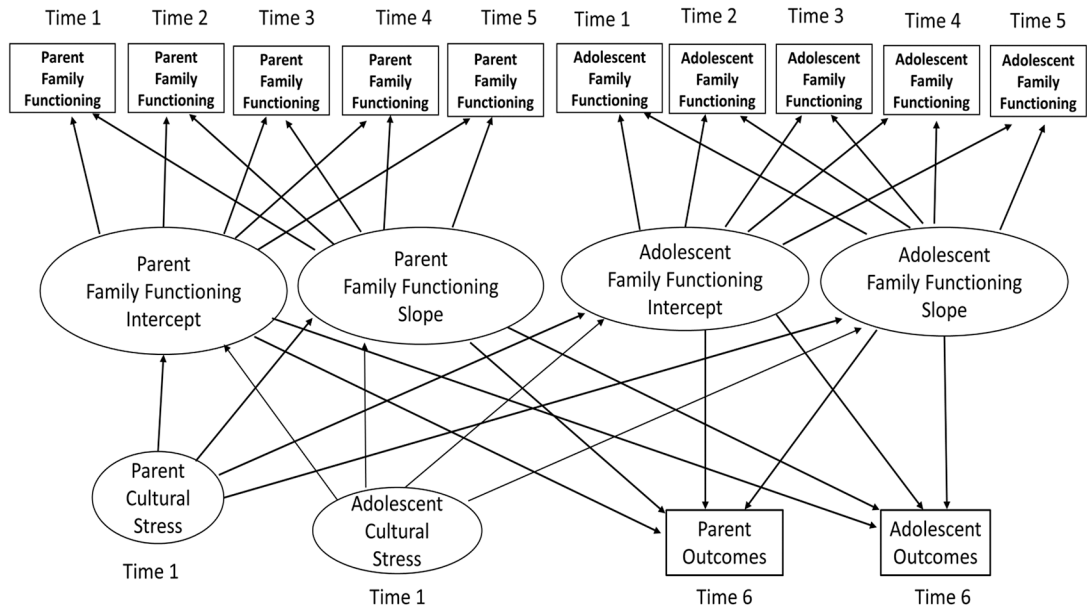 Time 1
Time 2
Time 3
Time 4
Time 5
Time 1
Time 2
Time 3
Time 4
Time 5
Parent
Family
Functioning
Parent
Family
Functioning
Parent
Family
Functioning
Parent
Family
Functioning
Parent
Family
Functioning
Adolescent
Family
Functioning
Adolescent
Family
Functioning
Adolescent
Family
Functioning
Adolescent
Family
Functioning
Adolescent
Family
Functioning
Parent
Family Functioning
Intercept
Parent
Family Functioning
Slope
Adolescent
Family Functioning
Intercept
Adolescent
Family Functioning
Slope
Parent
Cultural
Stress
Time 1
Adolescent
Cultural
Stress
Time 1
Parent
Outcomes
Time 6
Adolescent
Outcomes
Time 6